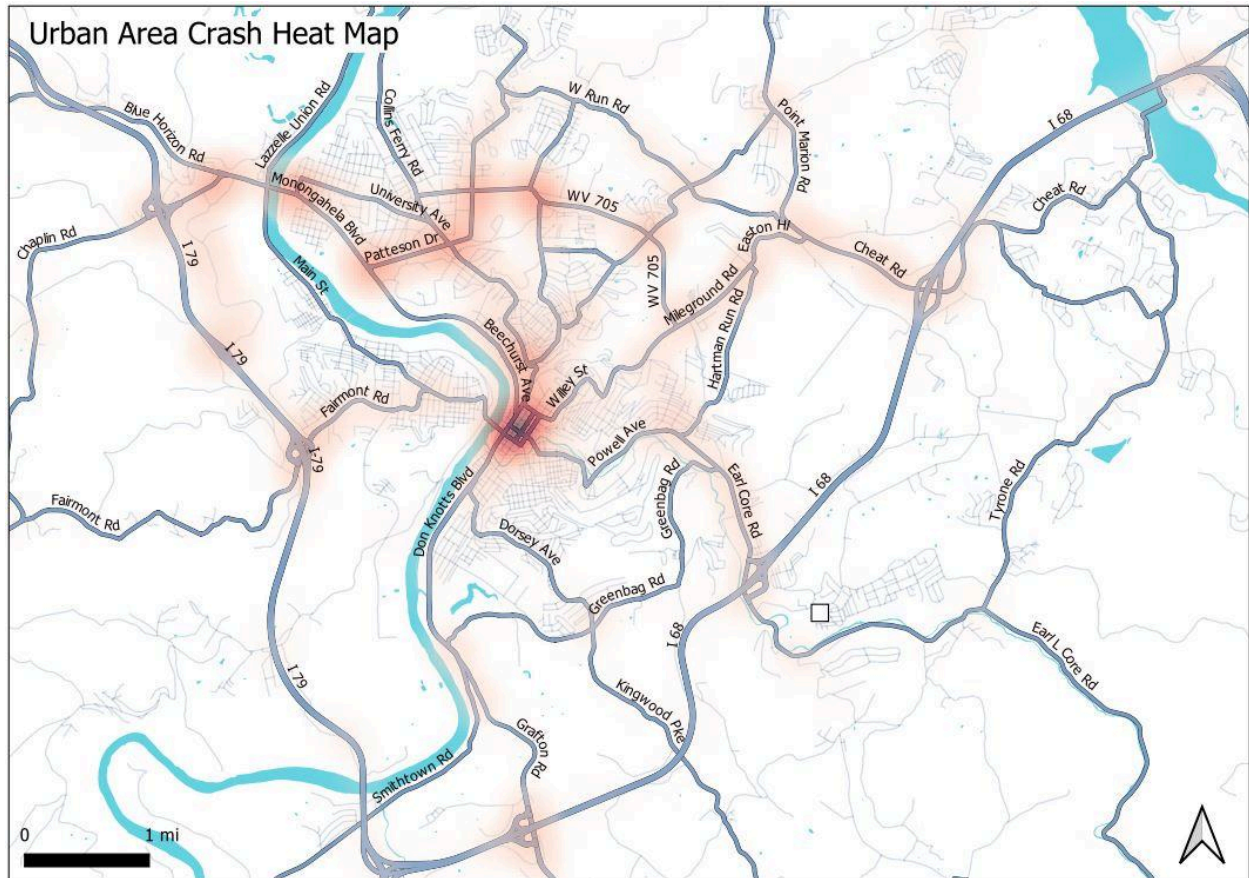 Urban Area Crash Heat Map
Blue Horizon Rd
Lazzelle Union Rd
Collins Ferry Rd
W Run Rd
Point Marion Rd
I 68
Cheat Rd
Monongahela Blvd
University Ave
WV 705
Patteson Dr
Chaplin Rd
I 79
Main St
WV 705
Easton Hl
Cheat Rd
Mileground Rd
Hartman Run Rd
I 79
Beechurst Ave
Willey St
Fairmont Rd
I-79
Powell Ave
Greenbag Rd
Earl Core Rd
I 68
Tyrone Rd
Fairmont Rd
Don Knotts Blvd
Dorsey Ave
Greenbag Rd
I 68
Earl L Core Rd
I 79
Kingwood Pke
Grafton Rd
Smithtown Rd
0 1 mi